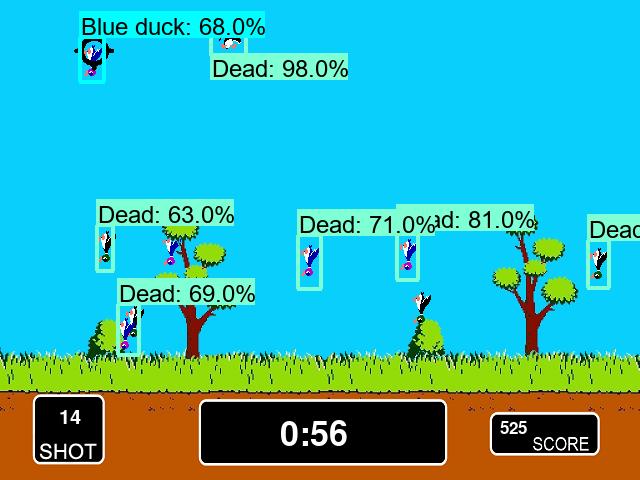 Blue duck: 68.0%
Dead: 98.0%
Dead: 63.0%
Dead: 71.0%
ad: 81.0%
Dead
Dead: 69.0%
14
SHOT
0:56
525
SCORE